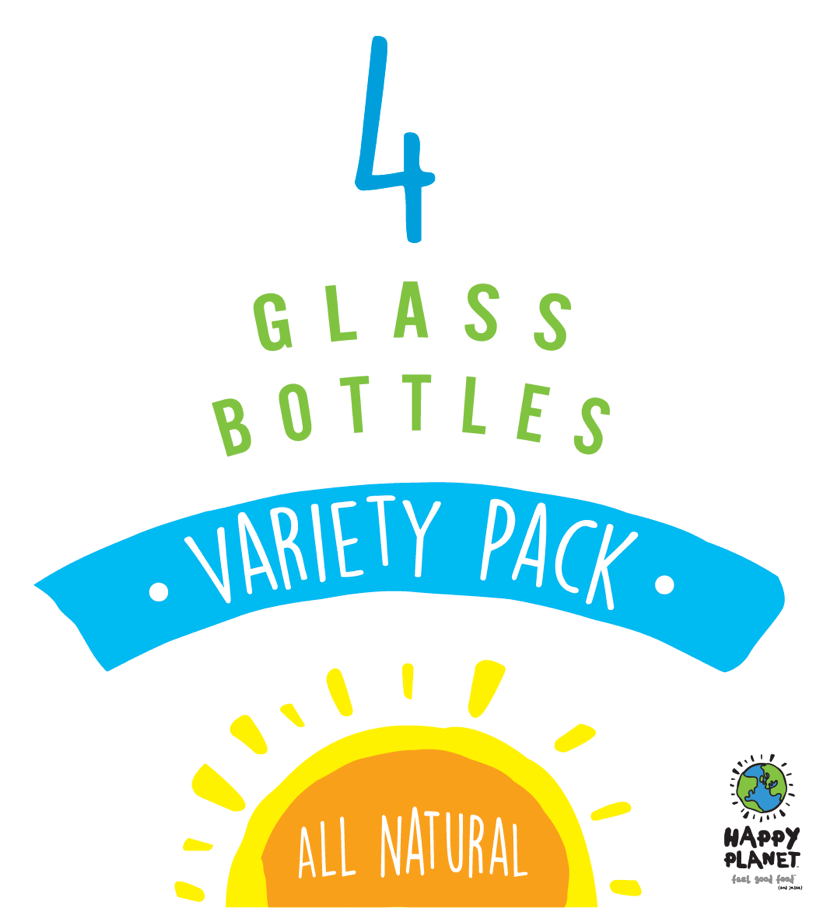 4
GLASS
BOTTLES
• VARIETY PACK •
ALL NATURAL
HAPPY
PLANET
feel good food